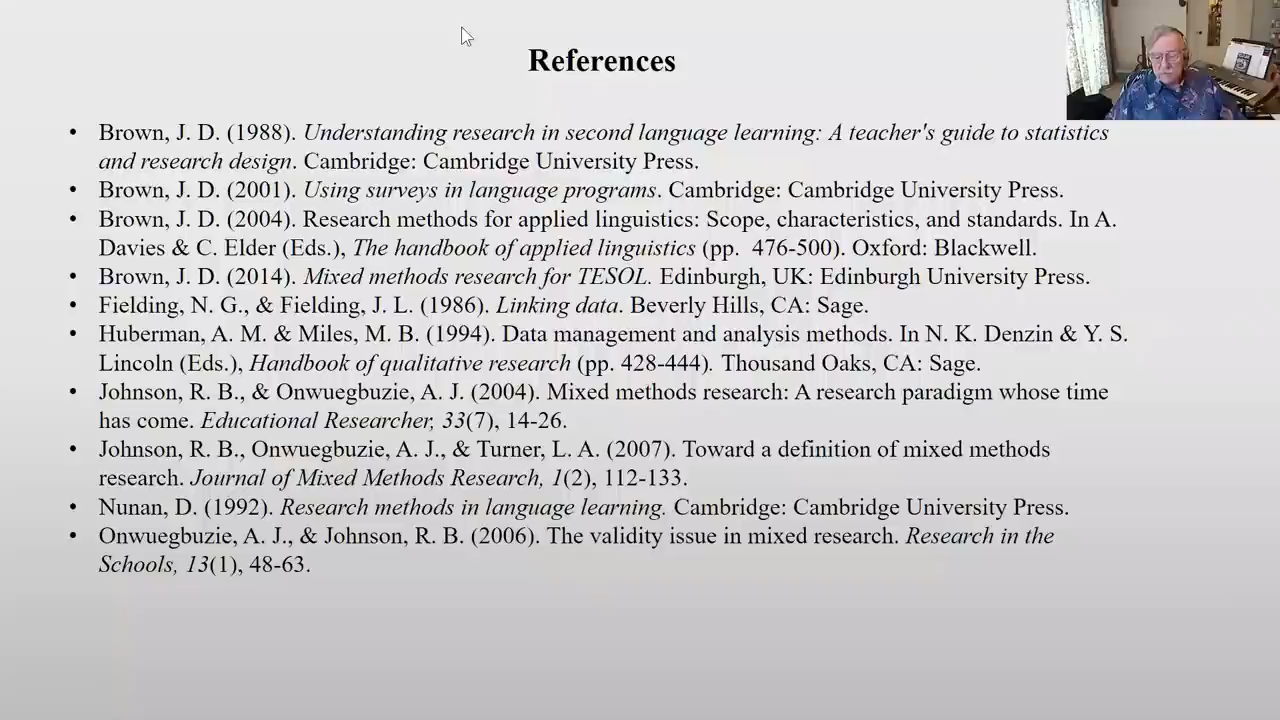 References
• Brown, J. D. (1988). Understanding research in second language learning: A teacher's guide to statistics
and research design. Cambridge: Cambridge University Press.
• Brown, J. D. (2001). Using surveys in language programs. Cambridge: Cambridge University Press.
• Brown, J. D. (2004). Research methods for applied linguistics: Scope, characteristics, and standards. In A.
Davies & C. Elder (Eds.), The handbook of applied linguistics (pp. 476-500). Oxford: Blackwell.
• Brown, J. D. (2014). Mixed methods research for TESOL. Edinburgh, UK: Edinburgh University Press.
• Fielding, N. G., & Fielding, J. L. (1986). Linking data. Beverly Hills, CA: Sage.
• Huberman, A. M. & Miles, M. B. (1994). Data management and analysis methods. In N. K. Denzin & Y. S.
Lincoln (Eds.), Handbook of qualitative research (pp. 428-444). Thousand Oaks, CA: Sage.
• Johnson, R. B., & Onwuegbuzie, A. J. (2004). Mixed methods research: A research paradigm whose time
has come. Educational Researcher, 33(7), 14-26.
• Johnson, R. B., Onwuegbuzie, A. J., & Turner, L. A. (2007). Toward a definition of mixed methods
research. Journal of Mixed Methods Research, 1(2), 112-133.
• Nunan, D. (1992). Research methods in language learning. Cambridge: Cambridge University Press.
• Onwuegbuzie, A. J., & Johnson, R. B. (2006). The validity issue in mixed research. Research in the
Schools, 13(1), 48-63.